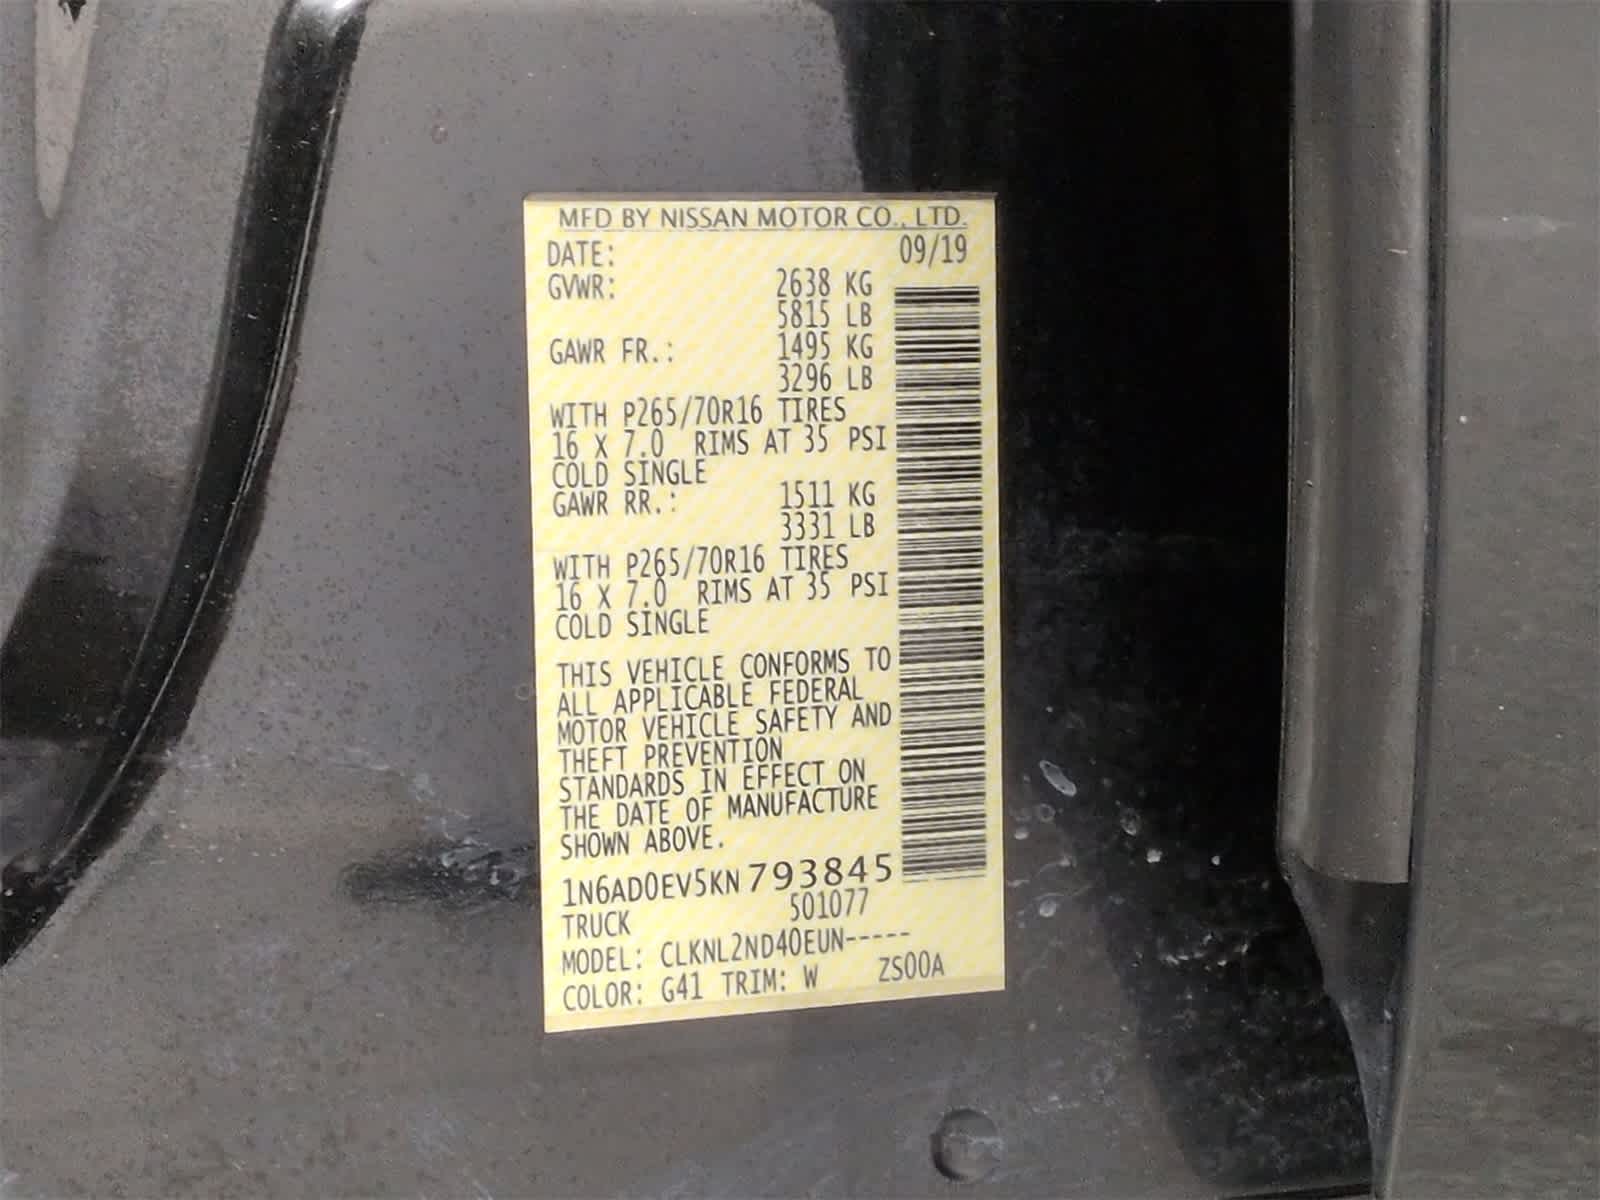 MFD BY NISSAN MOTOR CO., LTD.
DATE: 09/19
GVWR: 2638 KG
5815 LB
GAWR FR.: 1495 KG
3296 LB
WITH P265/70R16 TIRES
16 X 7.0 RIMS AT 35 PSI
COLD SINGLE
GAWR RR.: 1511 KG
3331 LB
WITH P265/70R16 TIRES
16 X 7.0 RIMS AT 35 PSI
COLD SINGLE
THIS VEHICLE CONFORMS TO
ALL APPLICABLE FEDERAL
MOTOR VEHICLE SAFETY AND
THEFT PREVENTION
STANDARDS IN EFFECT ON
THE DATE OF MANUFACTURE
SHOWN ABOVE.
1N6AD0EV5KN793845
TRUCK 501077
MODEL: CLKNL2ND40EUN-----
COLOR: G41 TRIM: W ZS00A